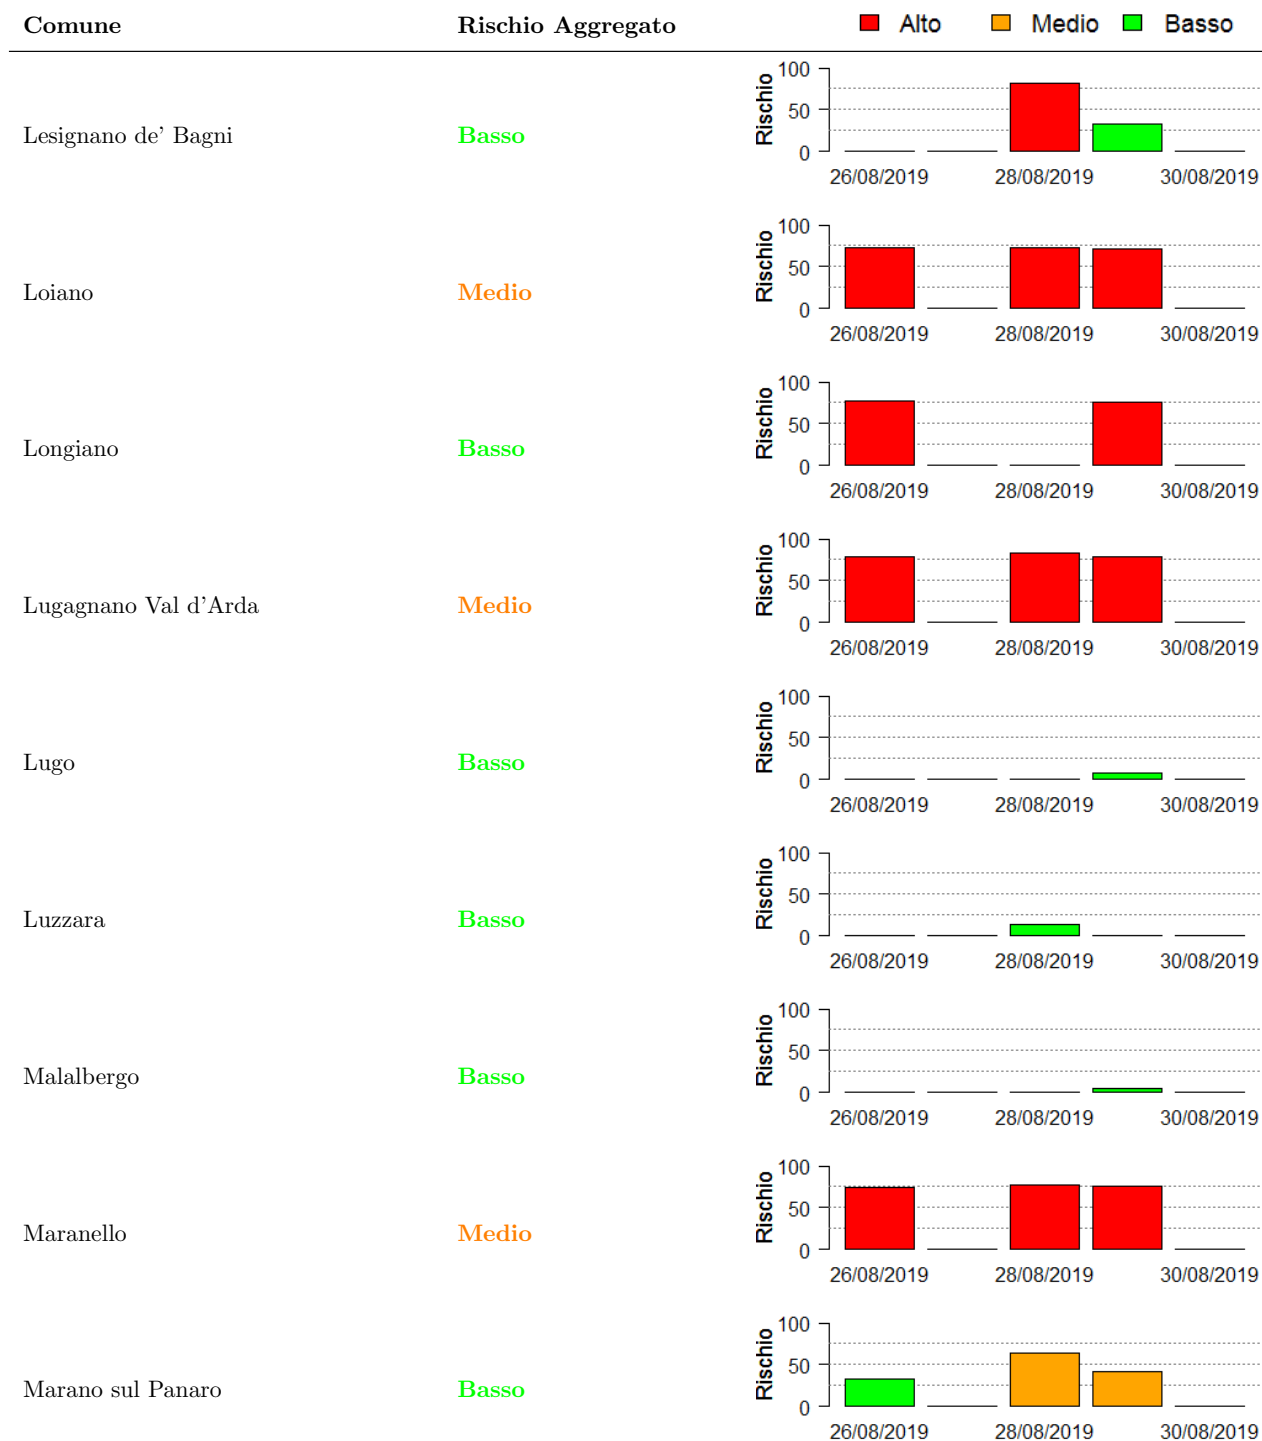 Comune Rischio Aggregato Alto Medio Basso
100
50
0
Rischio
Lesignano de' Bagni Basso
26/08/2019 28/08/2019 30/08/2019
100
50
0
Rischio
Loiano Medio
26/08/2019 28/08/2019 30/08/2019
100
50
0
Rischio
Longiano Basso
26/08/2019 28/08/2019 30/08/2019
100
50
0
Rischio
Lugagnano Val d'Arda Medio
26/08/2019 28/08/2019 30/08/2019
100
50
0
Rischio
Lugo Basso
26/08/2019 28/08/2019 30/08/2019
100
50
0
Rischio
Luzzara Basso
26/08/2019 28/08/2019 30/08/2019
100
50
0
Rischio
Malalbergo Basso
26/08/2019 28/08/2019 30/08/2019
100
50
0
Rischio
Maranello Medio
26/08/2019 28/08/2019 30/08/2019
100
50
0
Rischio
Marano sul Panaro Basso
26/08/2019 28/08/2019 30/08/2019